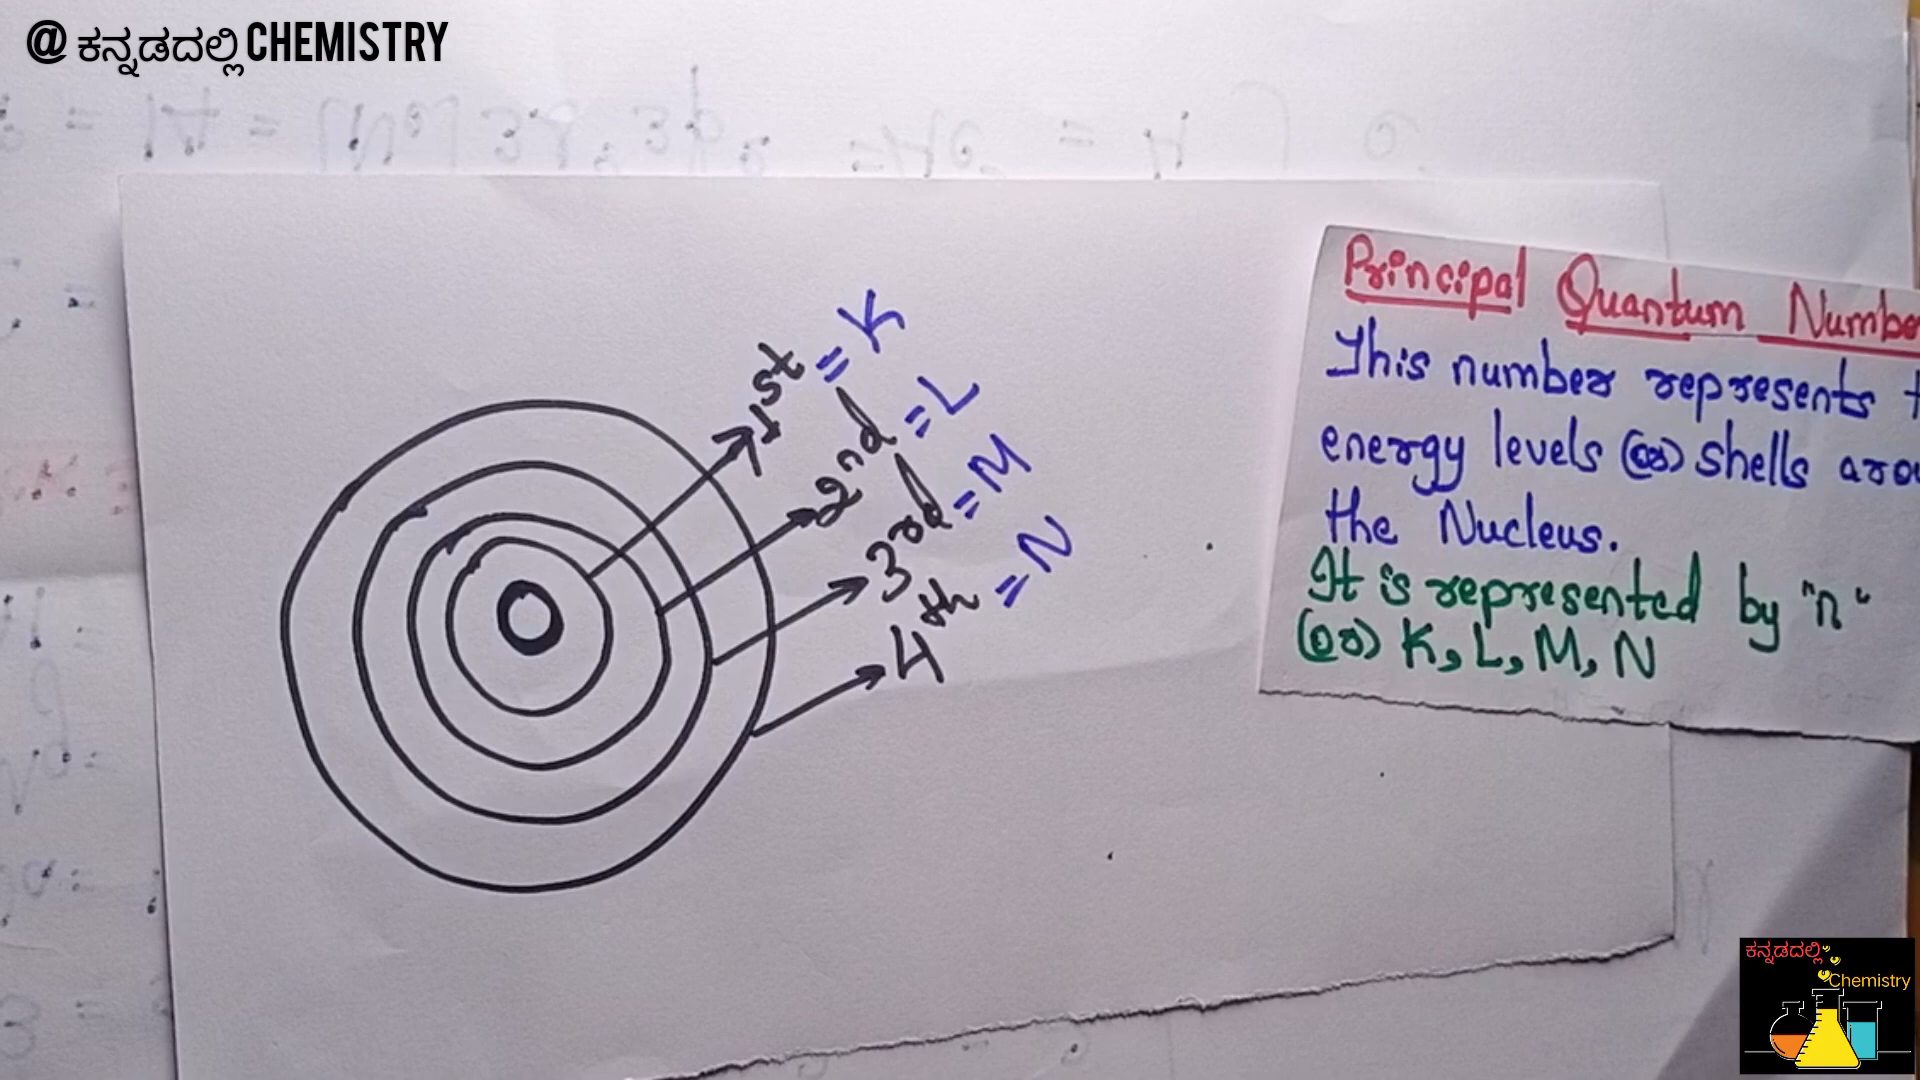 @ ಕನ್ನಡದಲ್ಲಿ CHEMISTRY
1st = K
2nd = L
3rd = M
4th = N
Principal Quantum Number
This number represents
energy levels (or) shells
the Nucleus.
It is represented by "n"
(or) K, L, M, N
ಕನ್ನಡದಲ್ಲಿ
Chemistry